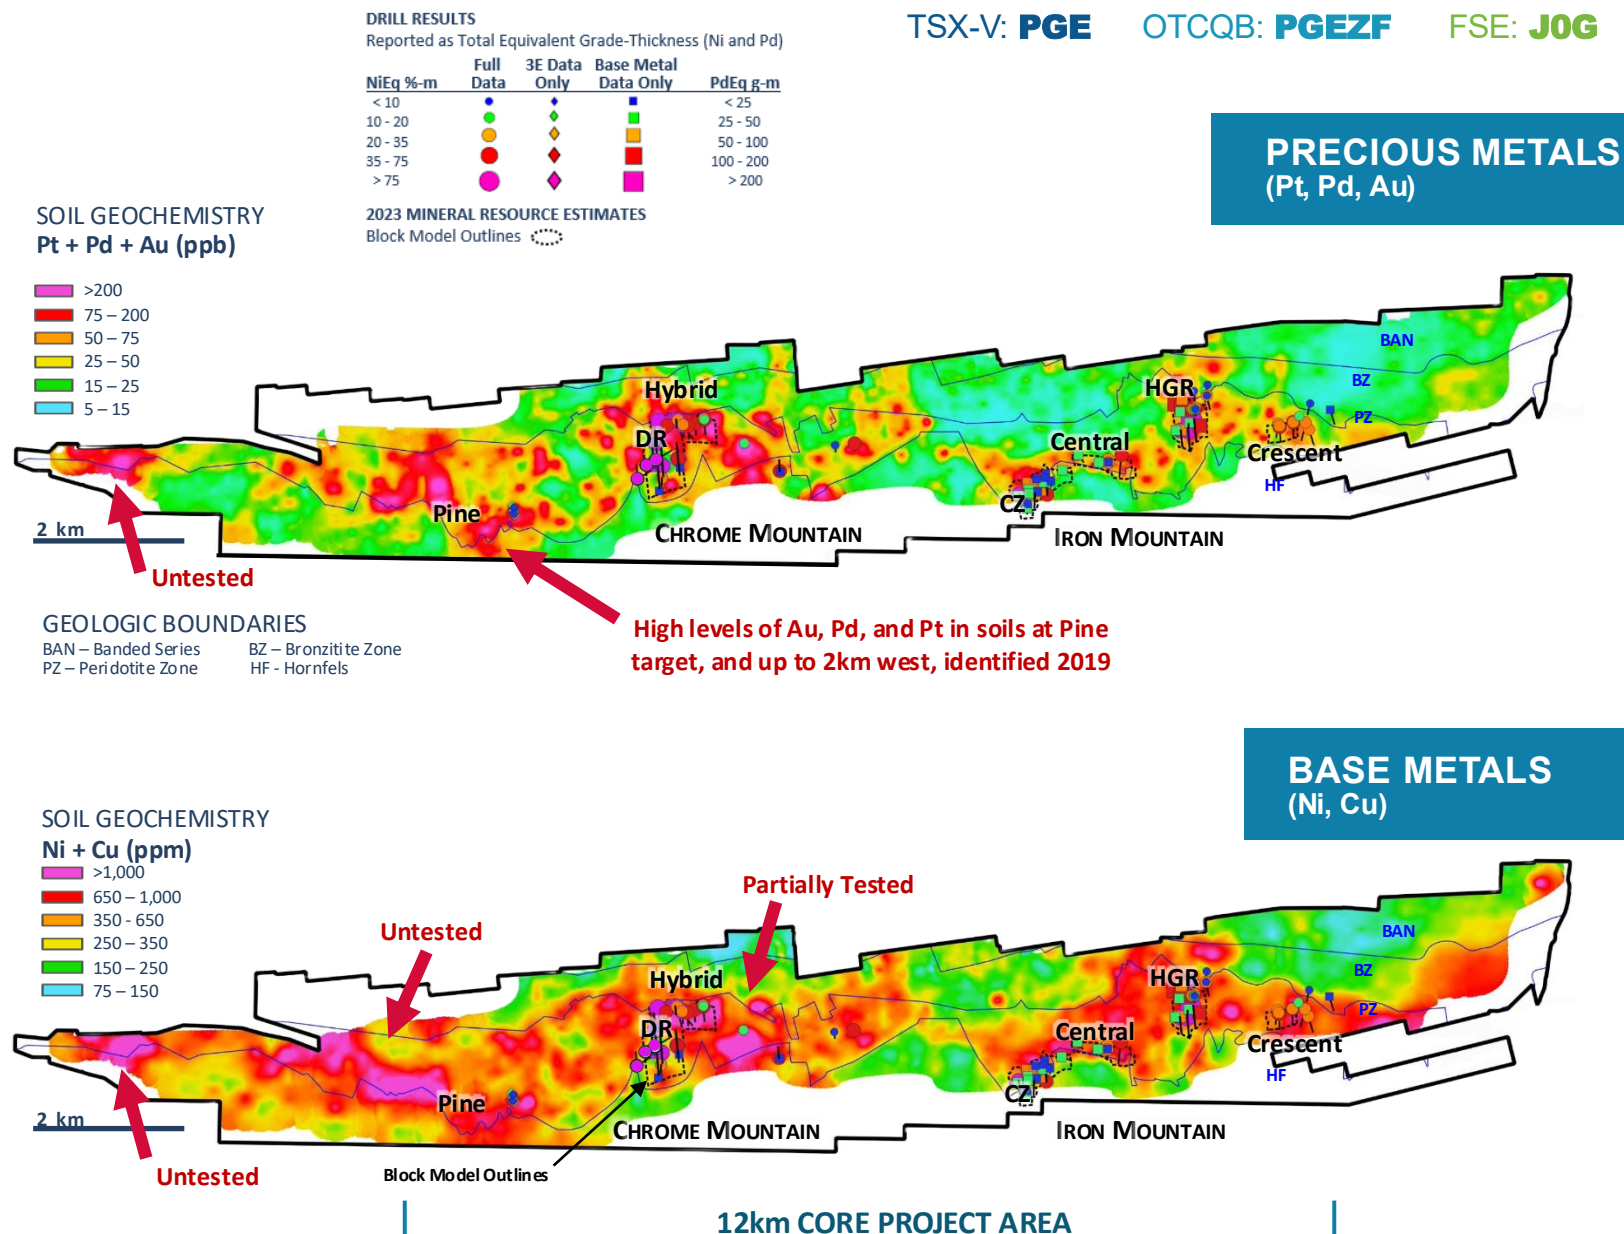 TSX-V: PGE OTCQB: PGEZF FSE: J0G
DRILL RESULTS
Reported as Total Equivalent Grade-Thickness (Ni and Pd)
Full 3E Data Base Metal
NiEq %-m Data Only Data Only PdEq g-m
< 10 < 25
10 - 20 25 - 50
20 - 35 50 - 100
35 - 75 100 - 200
> 75 > 200
2023 MINERAL RESOURCE ESTIMATES
Block Model Outlines
PRECIOUS METALS
(Pt, Pd, Au)
SOIL GEOCHEMISTRY
Pt + Pd + Au (ppb)
>200
75 – 200
50 – 75
25 – 50
15 – 25
5 – 15
BAN
BZ
PZ
HF
Hybrid
DR
Pine
HGR
Central
Crescent
CZ
CHROME MOUNTAIN
IRON MOUNTAIN
2 km
Untested
High levels of Au, Pd, and Pt in soils at Pine
target, and up to 2km west, identified 2019
GEOLOGIC BOUNDARIES
BAN – Banded Series BZ – Bronzitite Zone
PZ – Peridotite Zone HF - Hornfels
BASE METALS
(Ni, Cu)
SOIL GEOCHEMISTRY
Ni + Cu (ppm)
>1,000
650 – 1,000
350 - 650
250 – 350
150 – 250
75 – 150
Partially Tested
Untested
BAN
BZ
PZ
HF
Hybrid
DR
Pine
HGR
Central
Crescent
CZ
CHROME MOUNTAIN
IRON MOUNTAIN
2 km
Untested
Block Model Outlines
12km CORE PROJECT AREA